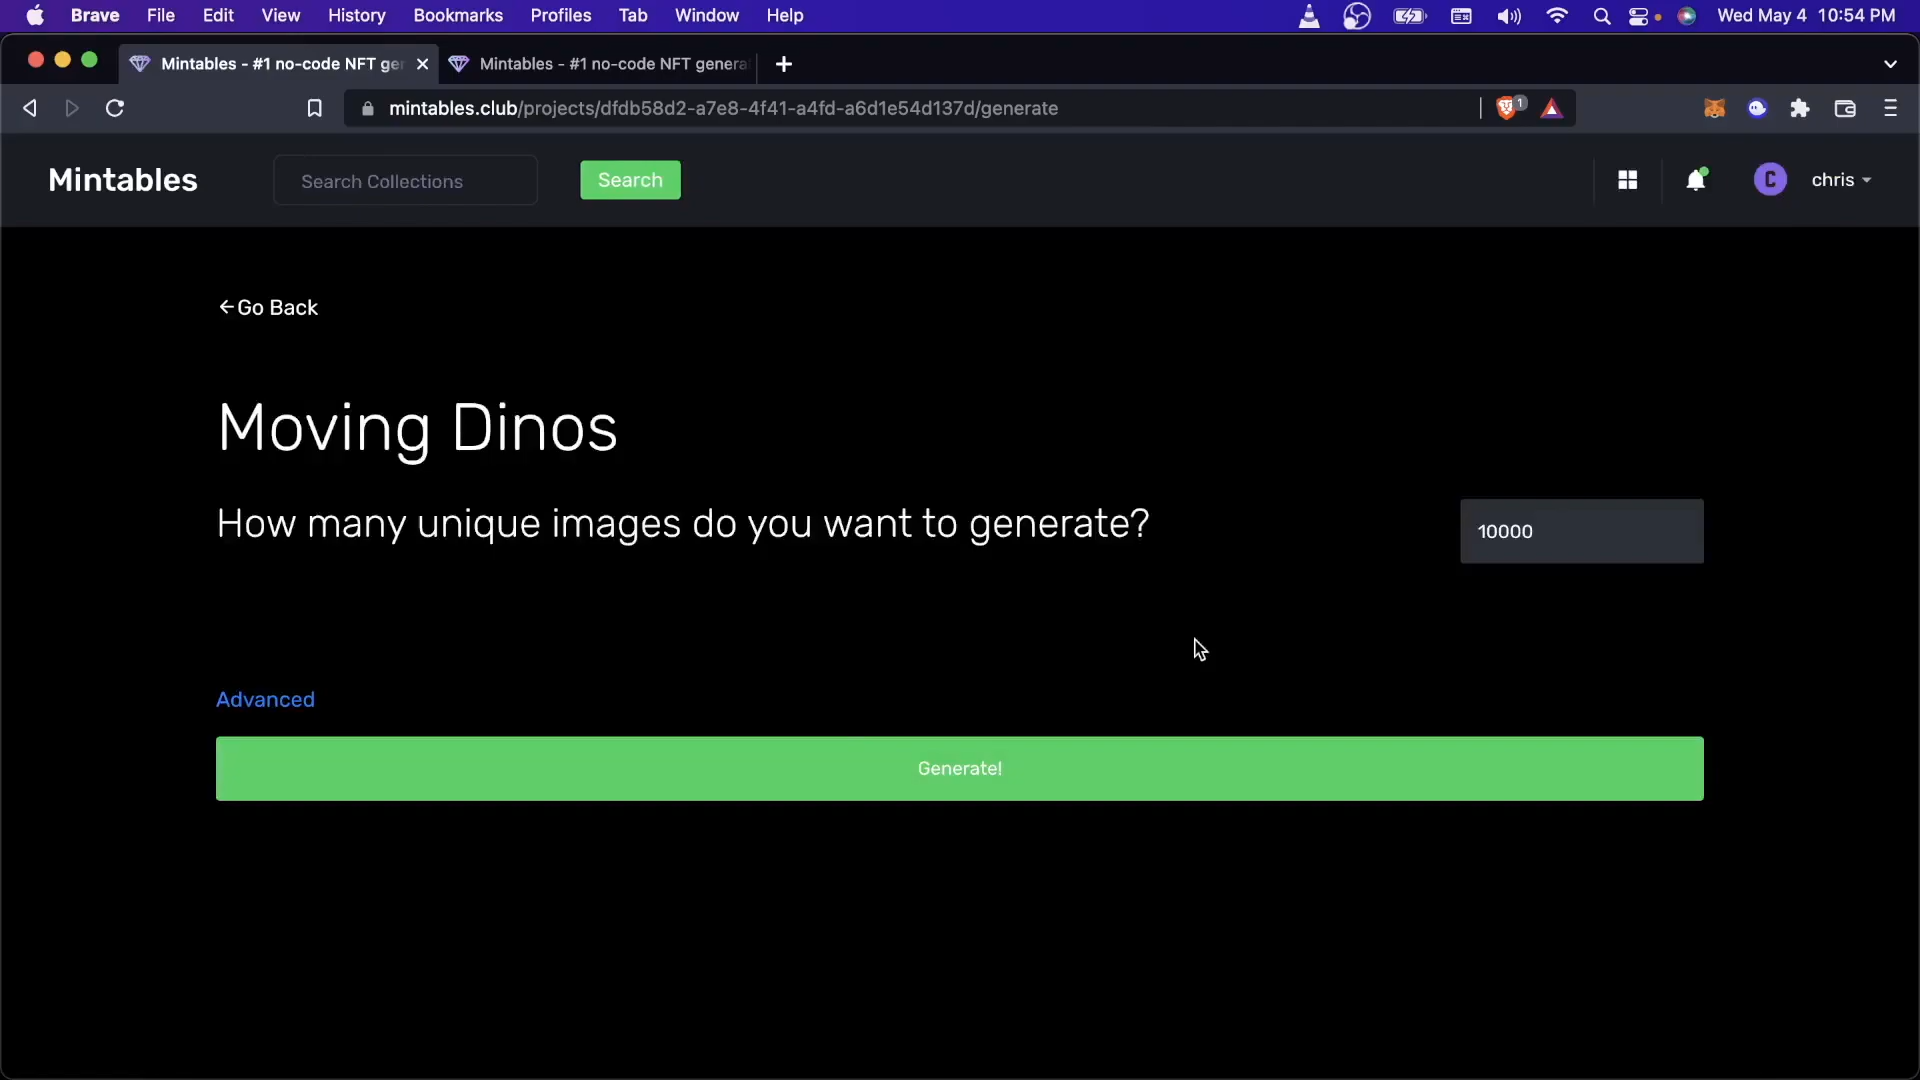 Brave File Edit View History Bookmarks Profiles Tab Window Help Wed May 4 10:54 PM
Mintables - #1 no-code NFT ge Mintables - #1 no-code NFT genera
mintables.club/projects/dfdb58d2-a7e8-4f41-a4fd-a6d1e54d137d/generate 1
Mintables Search Collections Search C chris
←Go Back
Moving Dinos
How many unique images do you want to generate? 10000
Advanced
Generate!